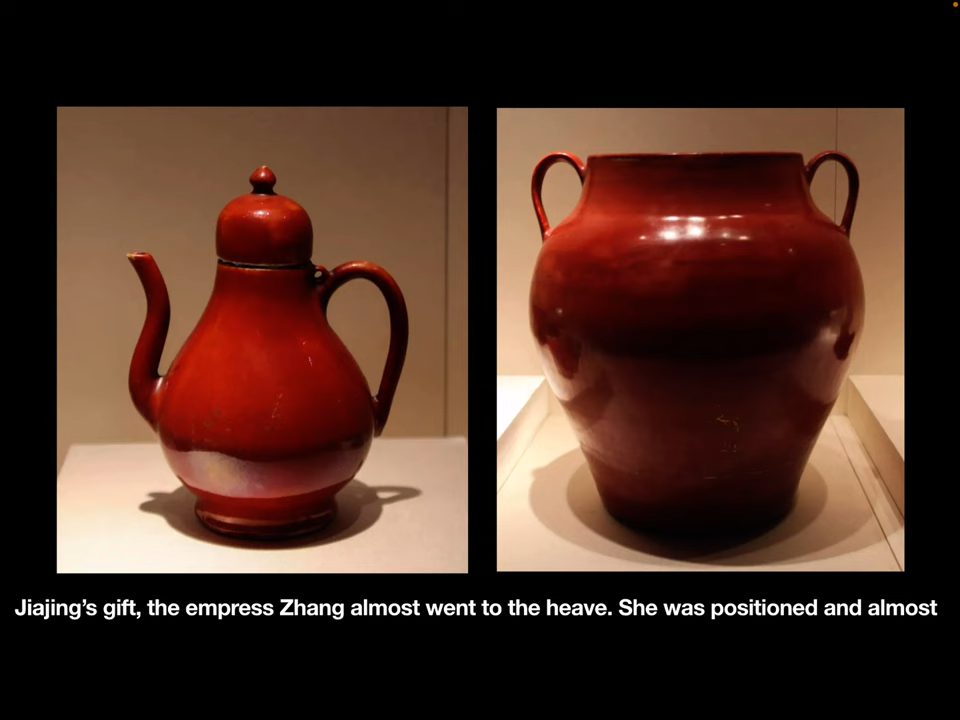 Jiajing’s gift, the empress Zhang almost went to the heave. She was positioned and almost